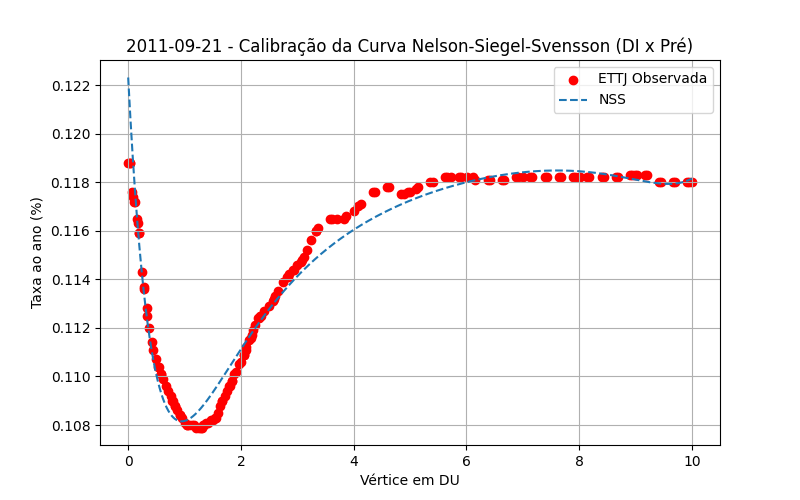 2011-09-21 - Calibração da Curva Nelson-Siegel-Svensson (DI x Pré)
ETTJ Observada
NSS
Taxa ao ano (%)
0.122
0.120
0.118
0.116
0.114
0.112
0.110
0.108
0 2 4 6 8 10
Vértice em DU